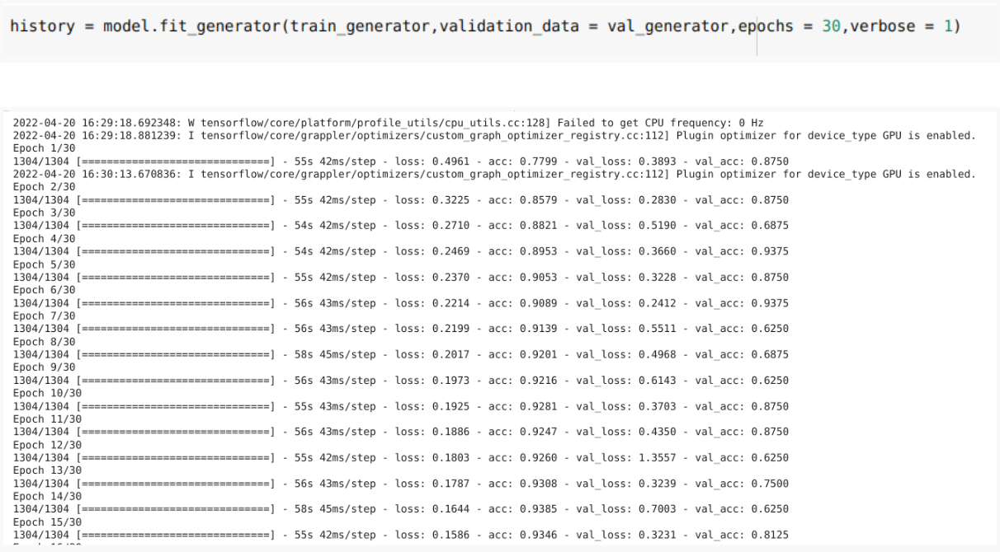 history = model.fit_generator(train_generator,validation_data = val_generator,epochs = 30,verbose = 1)
2022-04-20 16:29:18.692348: W tensorflow/core/platform/profile_utils/cpu_utils.cc:128] Failed to get CPU frequency: 0 Hz
2022-04-20 16:29:18.881239: I tensorflow/core/grappler/optimizers/custom_graph_optimizer_registry.cc:112] Plugin optimizer for device_type GPU is enabled.
Epoch 1/30
1304/1304 [==============================] - 55s 42ms/step - loss: 0.4961 - acc: 0.7799 - val_loss: 0.3893 - val_acc: 0.8750
2022-04-20 16:30:13.670836: I tensorflow/core/grappler/optimizers/custom_graph_optimizer_registry.cc:112] Plugin optimizer for device_type GPU is enabled.
Epoch 2/30
1304/1304 [==============================] - 55s 42ms/step - loss: 0.3225 - acc: 0.8579 - val_loss: 0.2830 - val_acc: 0.8750
Epoch 3/30
1304/1304 [==============================] - 54s 42ms/step - loss: 0.2710 - acc: 0.8821 - val_loss: 0.5190 - val_acc: 0.6875
Epoch 4/30
1304/1304 [==============================] - 54s 42ms/step - loss: 0.2469 - acc: 0.8953 - val_loss: 0.3660 - val_acc: 0.9375
Epoch 5/30
1304/1304 [==============================] - 55s 42ms/step - loss: 0.2370 - acc: 0.9053 - val_loss: 0.3228 - val_acc: 0.8750
Epoch 6/30
1304/1304 [==============================] - 56s 43ms/step - loss: 0.2214 - acc: 0.9089 - val_loss: 0.2412 - val_acc: 0.9375
Epoch 7/30
1304/1304 [==============================] - 56s 43ms/step - loss: 0.2199 - acc: 0.9139 - val_loss: 0.5511 - val_acc: 0.6250
Epoch 8/30
1304/1304 [==============================] - 58s 45ms/step - loss: 0.2017 - acc: 0.9201 - val_loss: 0.4968 - val_acc: 0.6875
Epoch 9/30
1304/1304 [==============================] - 56s 43ms/step - loss: 0.1973 - acc: 0.9216 - val_loss: 0.6143 - val_acc: 0.6250
Epoch 10/30
1304/1304 [==============================] - 55s 43ms/step - loss: 0.1925 - acc: 0.9281 - val_loss: 0.3703 - val_acc: 0.8750
Epoch 11/30
1304/1304 [==============================] - 56s 43ms/step - loss: 0.1886 - acc: 0.9247 - val_loss: 0.4350 - val_acc: 0.8750
Epoch 12/30
1304/1304 [==============================] - 55s 42ms/step - loss: 0.1803 - acc: 0.9260 - val_loss: 1.3557 - val_acc: 0.6250
Epoch 13/30
1304/1304 [==============================] - 56s 43ms/step - loss: 0.1787 - acc: 0.9308 - val_loss: 0.3239 - val_acc: 0.7500
Epoch 14/30
1304/1304 [==============================] - 58s 45ms/step - loss: 0.1644 - acc: 0.9385 - val_loss: 0.7003 - val_acc: 0.6250
Epoch 15/30
1304/1304 [==============================] - 55s 42ms/step - loss: 0.1586 - acc: 0.9346 - val_loss: 0.3231 - val_acc: 0.8125